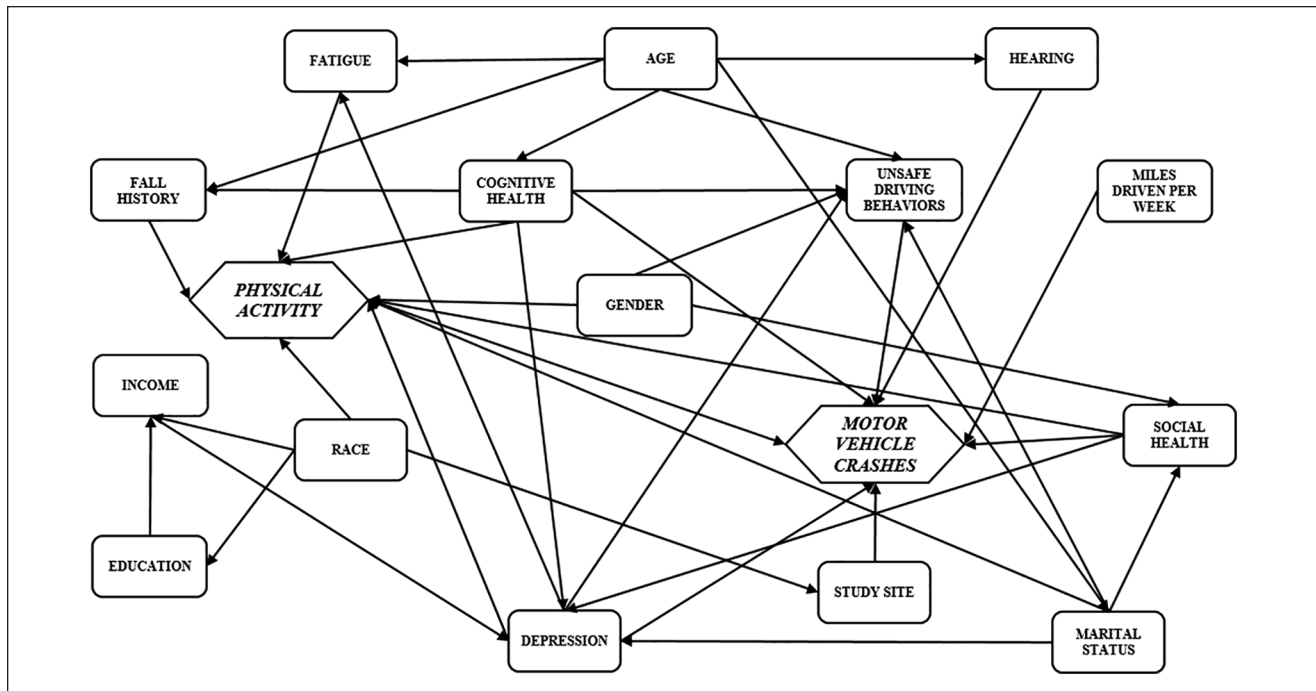 FATIGUE
AGE
HEARING
FALL
HISTORY
COGNITIVE
HEALTH
UNSAFE
DRIVING
BEHAVIORS
MILES
DRIVEN PER
WEEK
PHYSICAL
ACTIVITY
GENDER
INCOME
RACE
MOTOR
VEHICLE
CRASHES
SOCIAL
HEALTH
EDUCATION
STUDY SITE
DEPRESSION
MARITAL
STATUS